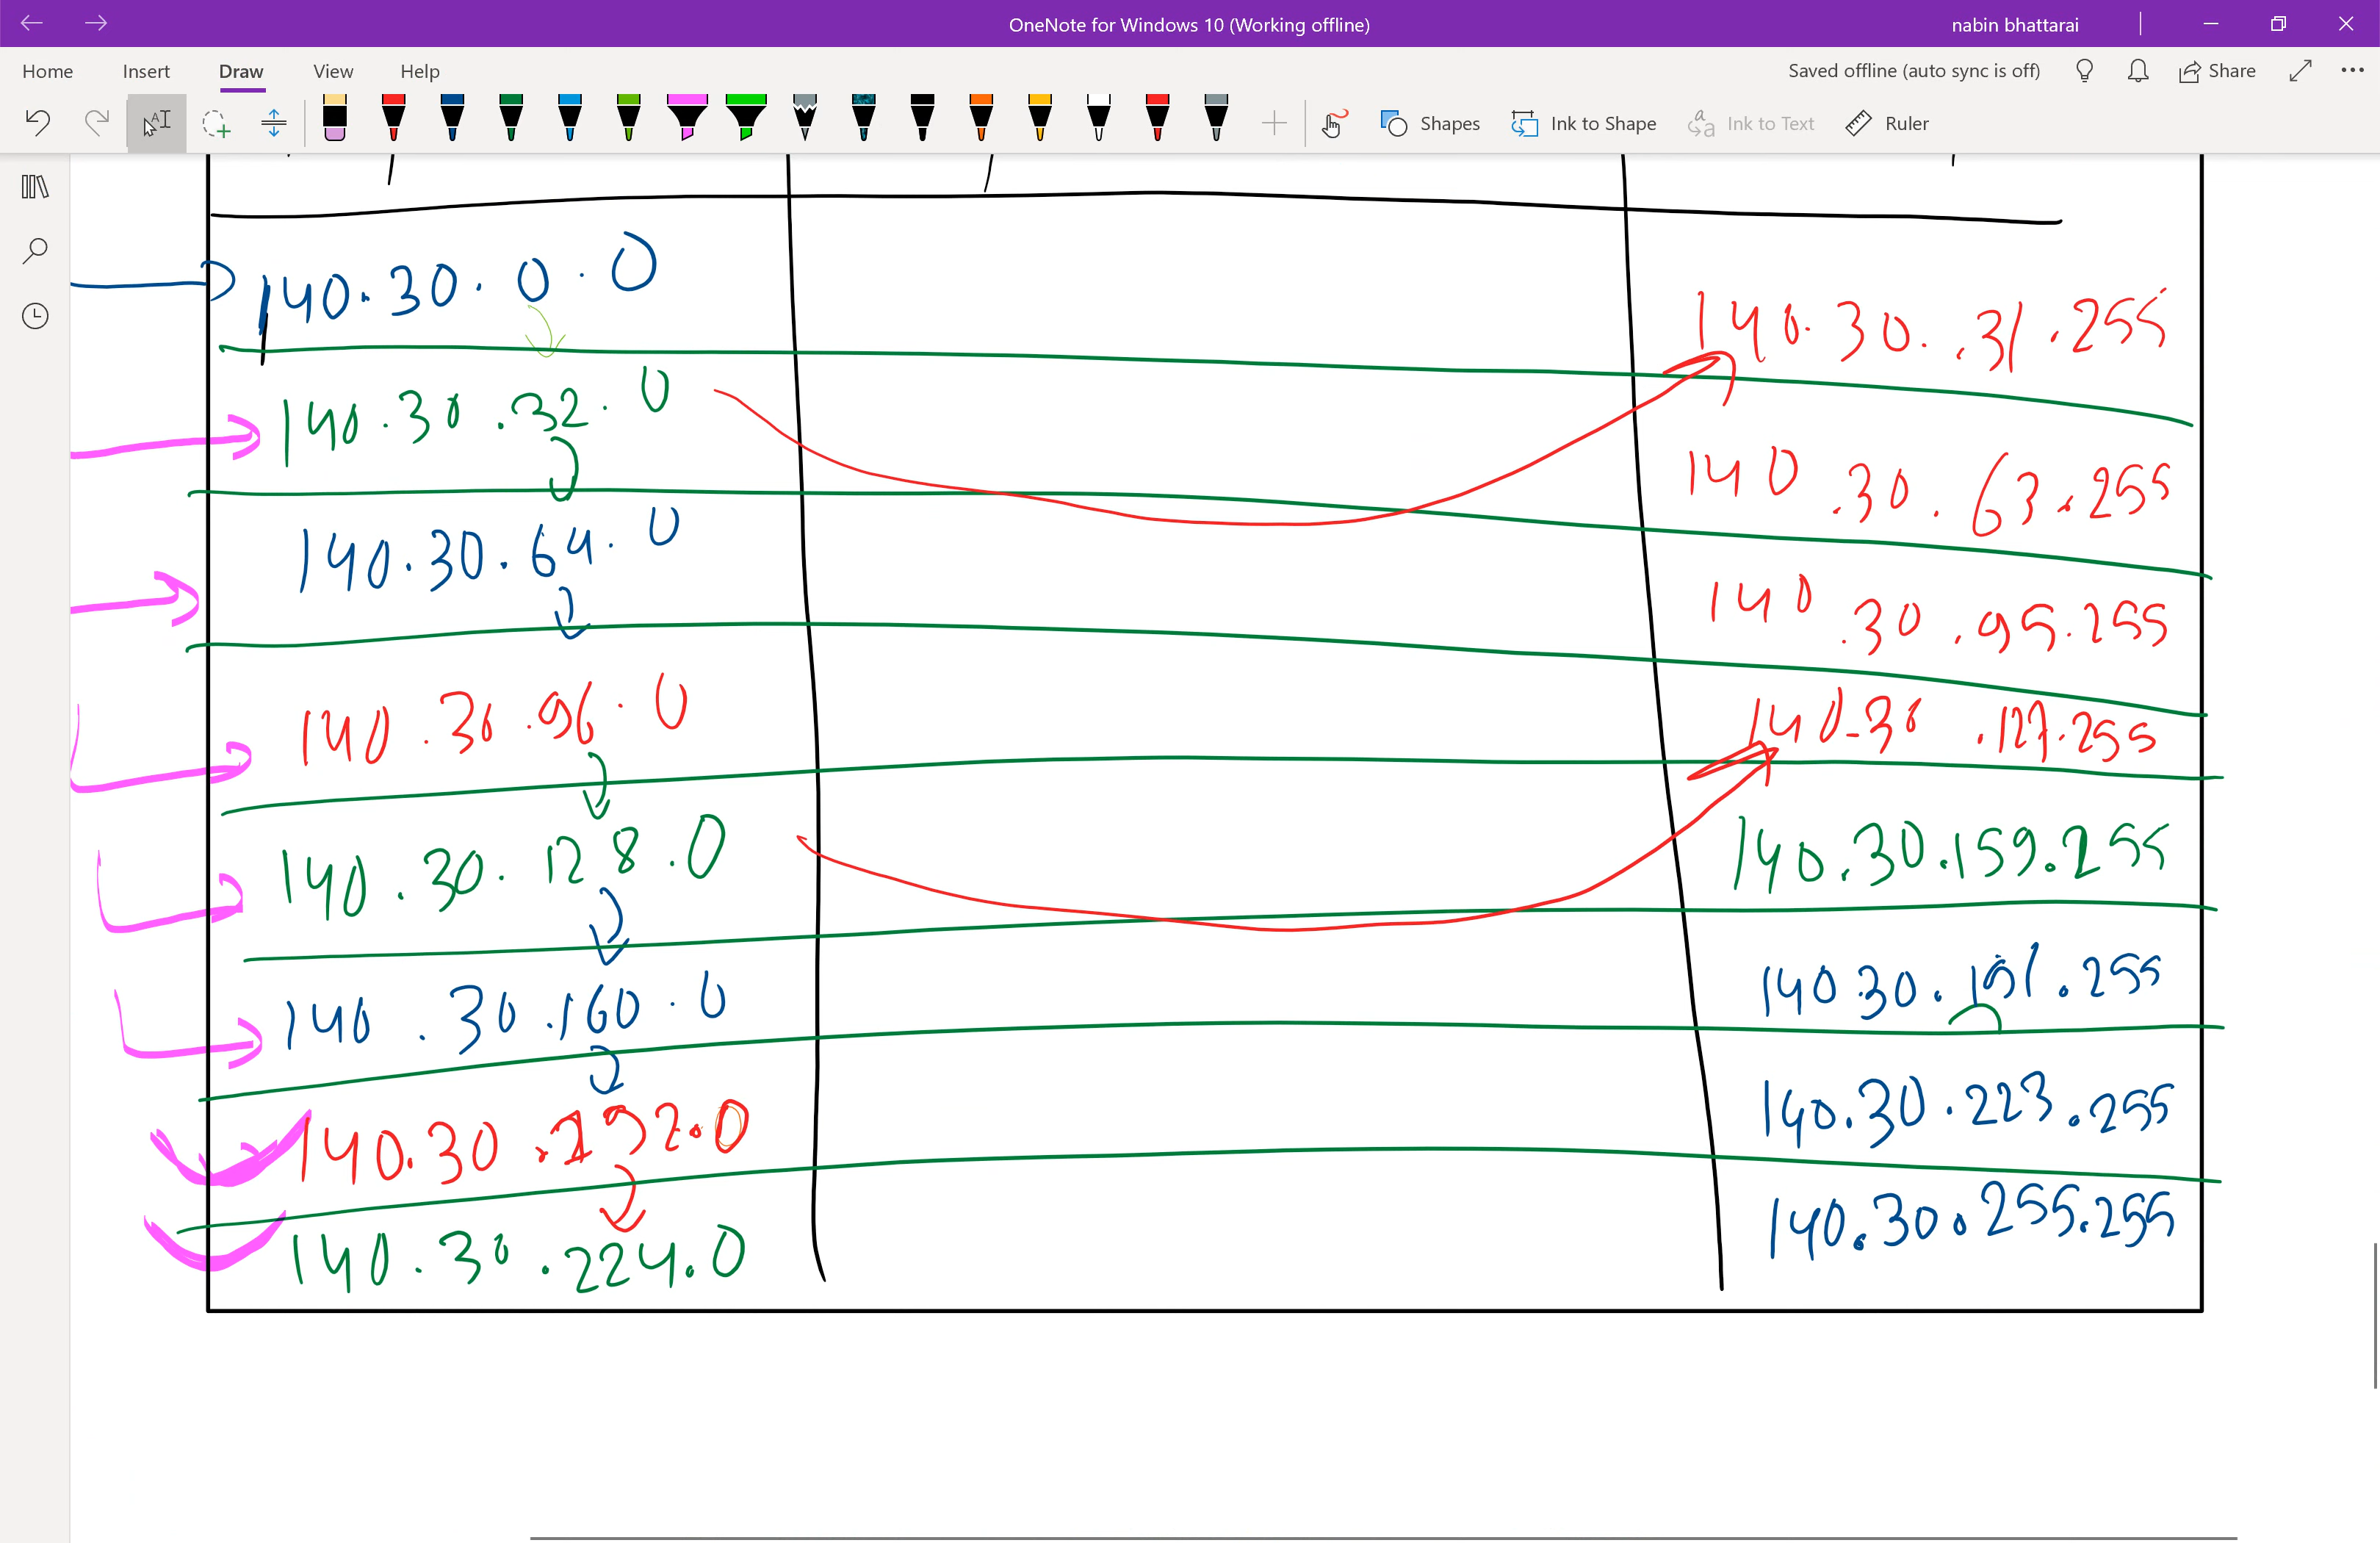 OneNote for Windows 10 (Working offline)
nabin bhattarai
Home Insert Draw View Help
Saved offline (auto sync is off)
Share
Shapes Ink to Shape Ink to Text Ruler
140.30.0.0
140.30..31.255
140.30.32.0
140.30.63.255
140.30.64.0
140.30.95.255
140.30.96.0
140-30.127.255
140.30.128.0
140.30.159.255
140.30.160.0
140.30.191.255
140.30.192.0
140.30.223.255
140.30.224.0
140.30.255.255